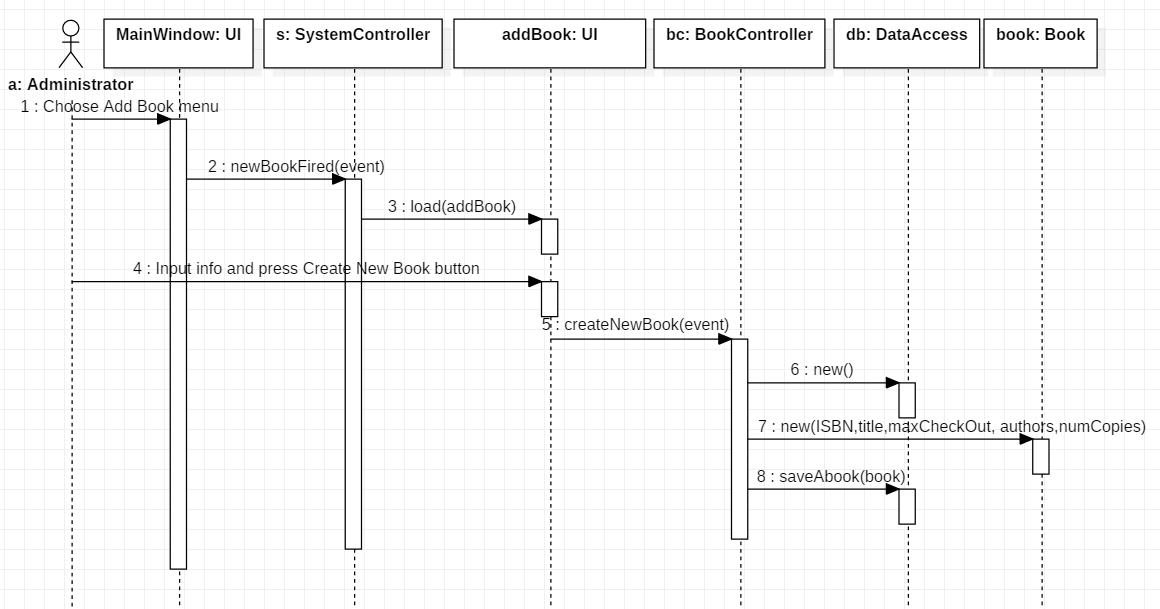 MainWindow: UI
s: SystemController
addBook: UI
bc: BookController
db: DataAccess
book: Book
a: Administrator
1 : Choose Add Book menu
2 : newBookFired(event)
3 : load(addBook)
4 : Input info and press Create New Book button
5 : createNewBook(event)
6 : new()
7 : new(ISBN,title,maxCheckOut, authors,numCopies)
8 : saveAbook(book)